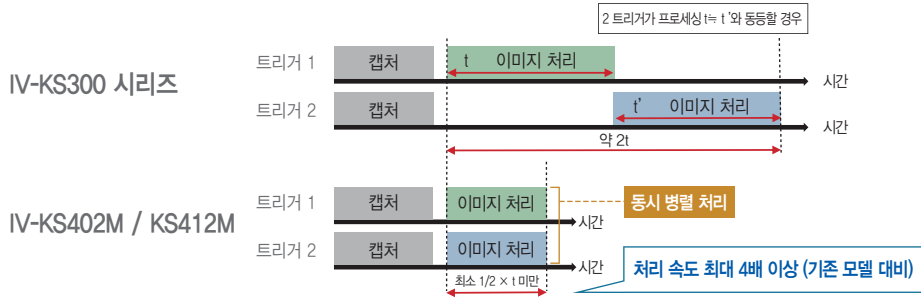 2 트리거가 프로세싱 t≒ t '와 동등할 경우
IV-KS300 시리즈
트리거 1
캡처
t 이미지 처리
시간
트리거 2
캡처
t' 이미지 처리
시간
약 2t
IV-KS402M / KS412M
트리거 1
캡처
이미지 처리
시간
동시 병렬 처리
트리거 2
캡처
이미지 처리
시간
최소 1/2 × t 미만
처리 속도 최대 4배 이상 (기존 모델 대비)